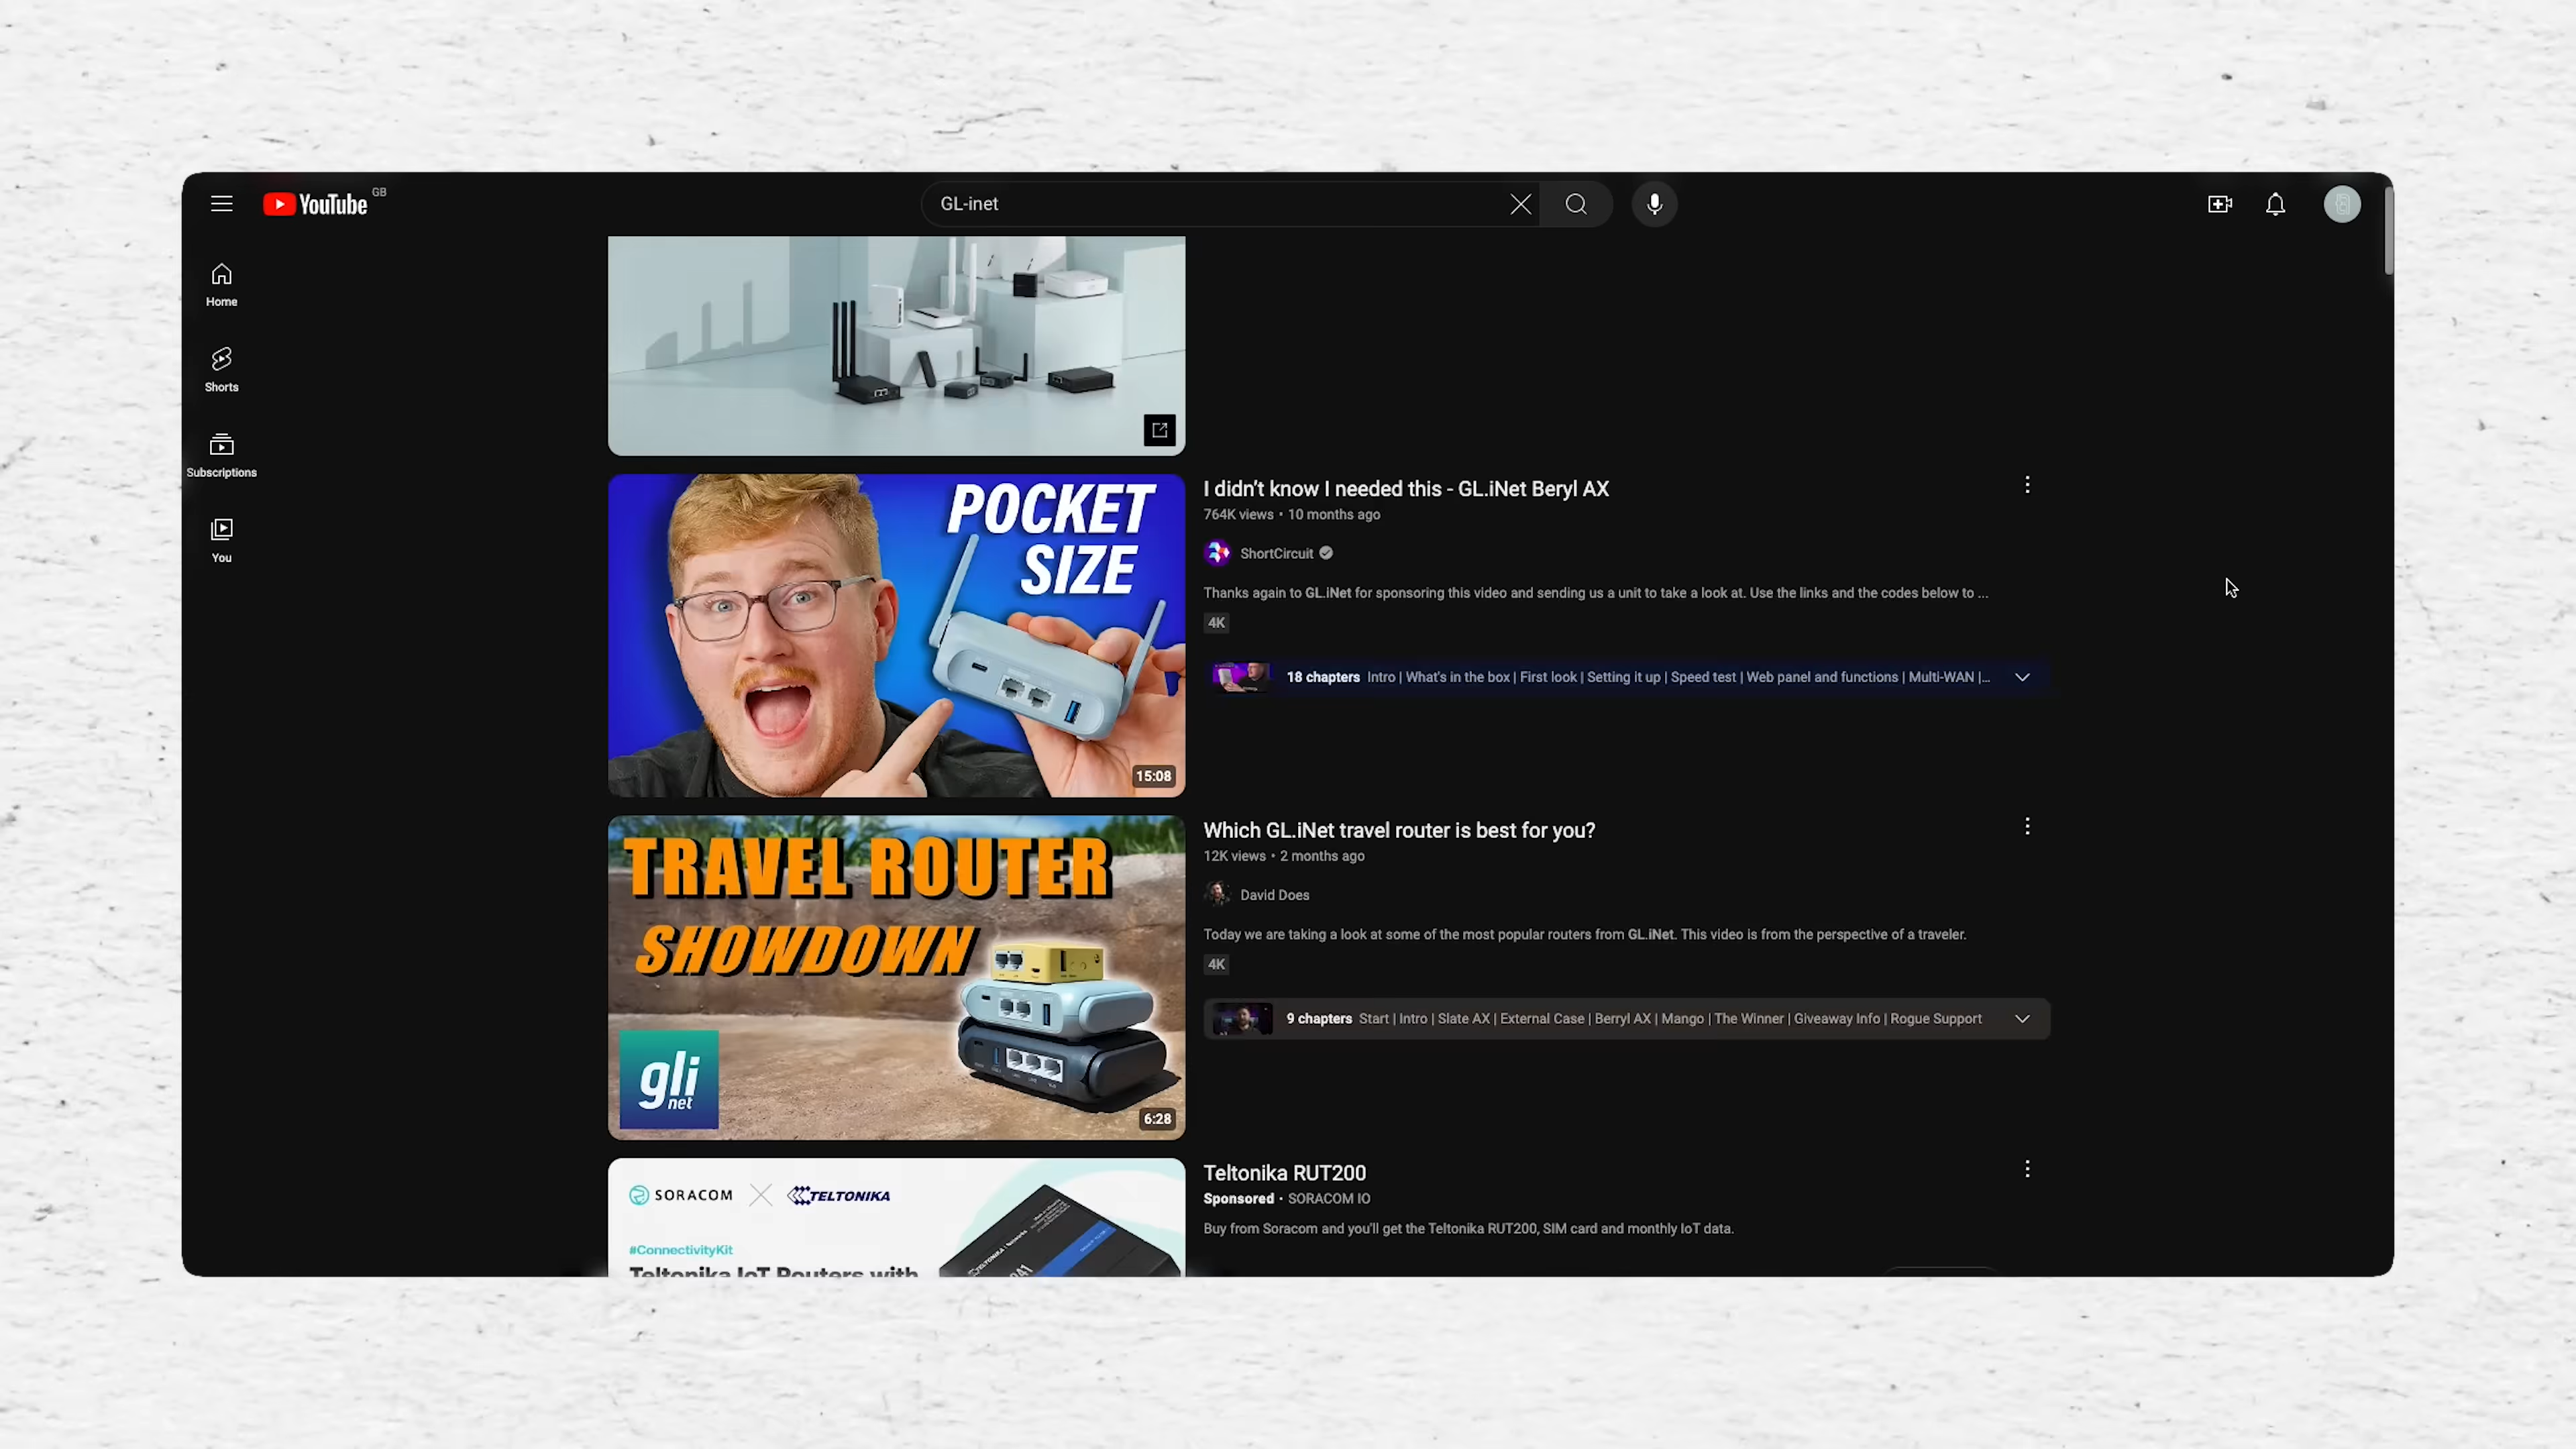 YouTube GB
GL-inet
Home
Shorts
Subscriptions
You
POCKET
SIZE
15:08
I didn't know I needed this - GL.iNet Beryl AX
764K views • 10 months ago
ShortCircuit
Thanks again to GL.iNet for sponsoring this video and sending us a unit to take a look at. Use the links and the codes below to ...
4K
18 chapters Intro | What's in the box | First look | Setting it up | Speed test | Web panel and functions | Multi-WAN |...
TRAVEL ROUTER
SHOWDOWN
gli
net
6:28
Which GL.iNet travel router is best for you?
12K views • 2 months ago
David Does
Today we are taking a look at some of the most popular routers from GL.iNet. This video is from the perspective of a traveler.
4K
9 chapters Start | Intro | Slate AX | External Case | Berryl AX | Mango | The Winner | Giveaway Info | Rogue Support
SORACOM TELTONIKA
#ConnectivityKit
Teltonika IoT Routers with
Teltonika RUT200
Sponsored • SORACOM IO
Buy from Soracom and you'll get the Teltonika RUT200, SIM card and monthly IoT data.